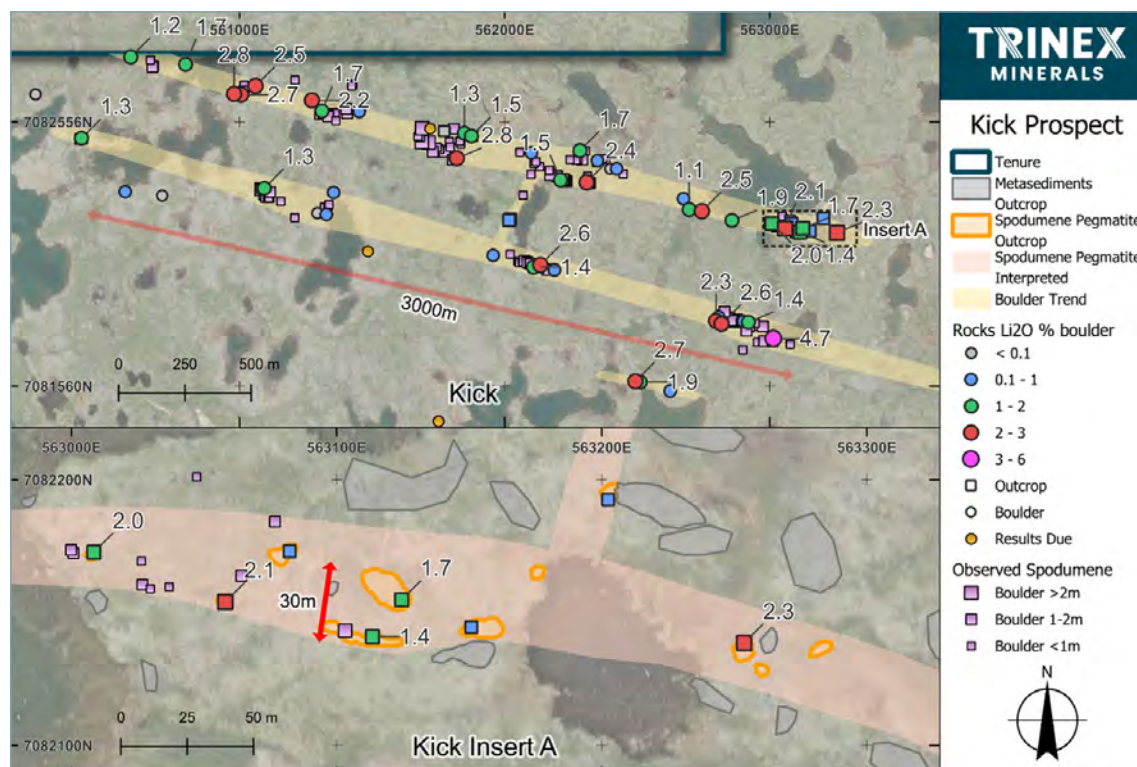 561000E
562000E
563000E
1.2
1.7
2.8
2.5
2.7
1.7
2.2
1.3
1.5
1.7
1.3
7082556N
2.8
1.5
2.4
1.3
1.1
2.5
1.9
2.1
1.7
2.3
Insert A
2.0
1.4
2.6
1.4
3000m
2.3
2.6
1.4
4.7
2.7
1.9
0
250
500 m
7081560N
Kick
563000E
563100E
563200E
563300E
7082200N
2.0
2.1
30m
1.7
1.4
2.3
0
25
50 m
7082100N
Kick Insert A
TRINEX
MINERALS
Kick Prospect
Tenure
Metasediments
Outcrop
Spodumene Pegmatite
Outcrop
Spodumene Pegmatite
Interpreted
Boulder Trend
Rocks Li2O % boulder
< 0.1
0.1 - 1
1 - 2
2 - 3
3 - 6
Outcrop
Boulder
Results Due
Observed Spodumene
Boulder >2m
Boulder 1-2m
Boulder <1m
N